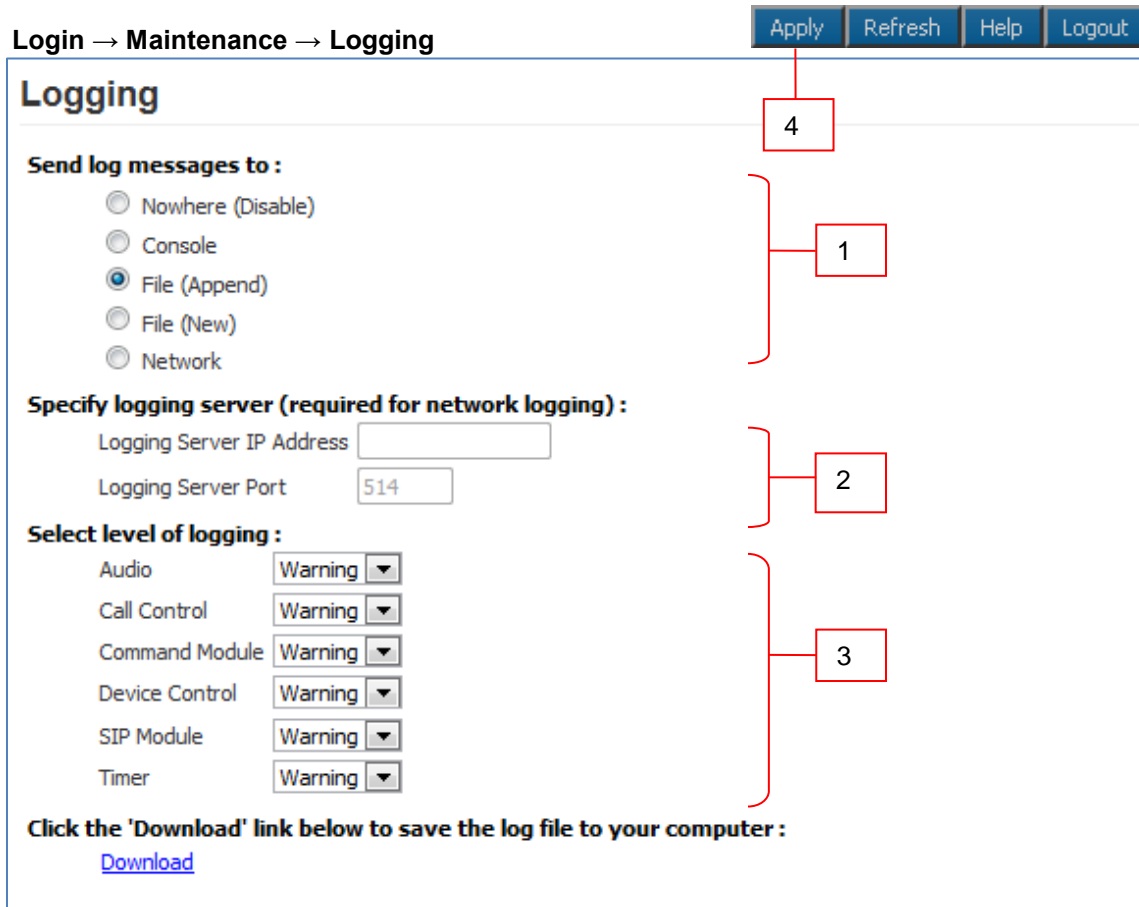 Login → Maintenance → Logging
Apply Refresh Help Logout
Logging
4
Send log messages to :
Nowhere (Disable)
Console
1
File (Append)
File (New)
Network
Specify logging server (required for network logging) :
Logging Server IP Address
2
Logging Server Port 514
Select level of logging :
Audio Warning
Call Control Warning
Command Module Warning
3
Device Control Warning
SIP Module Warning
Timer Warning
Click the 'Download' link below to save the log file to your computer :
Download